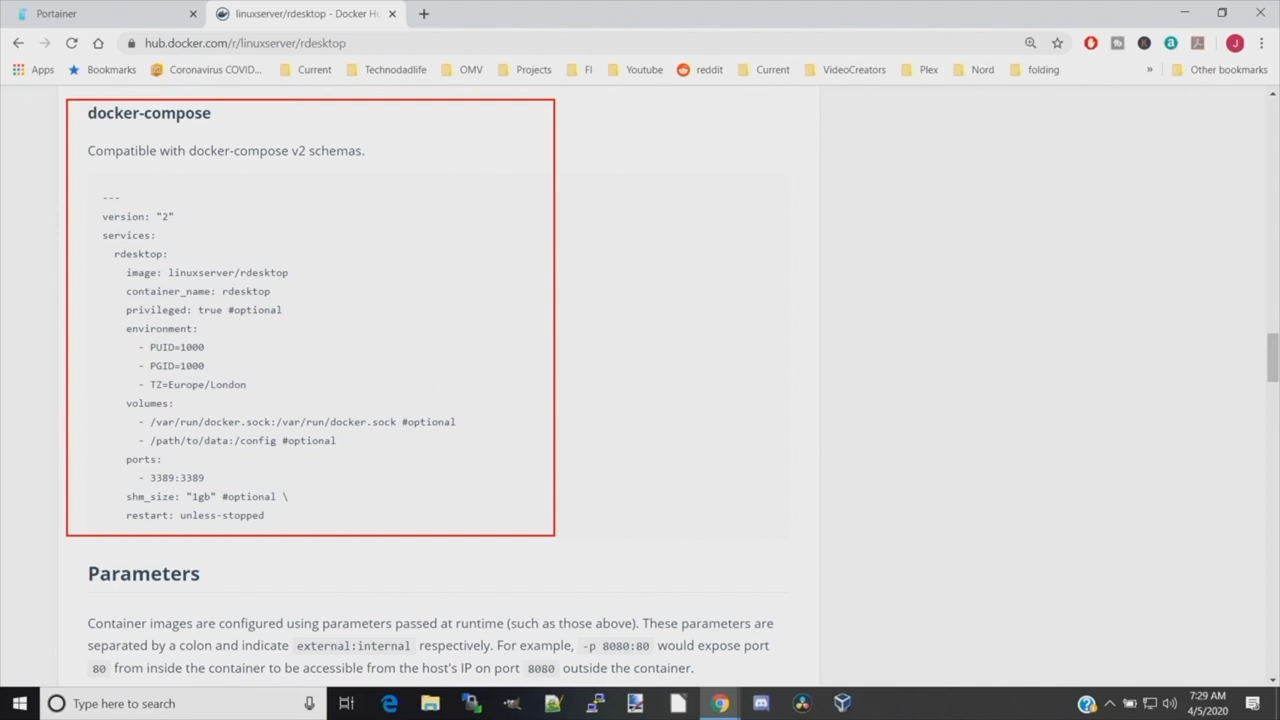 Portainer
linuxserver/rdesktop - Docker Hu
hub.docker.com/r/linuxserver/rdesktop
Apps Bookmarks Coronavirus COVID... Current Technodadlife OMV Projects FI Youtube reddit Current VideoCreators Plex Nord folding » Other bookmarks
docker-compose
Compatible with docker-compose v2 schemas.
---
version: "2"
services:
rdesktop:
image: linuxserver/rdesktop
container_name: rdesktop
privileged: true #optional
environment:
- PUID=1000
- PGID=1000
- TZ=Europe/London
volumes:
- /var/run/docker.sock:/var/run/docker.sock #optional
- /path/to/data:/config #optional
ports:
- 3389:3389
shm_size: "1gb" #optional \
restart: unless-stopped
Parameters
Container images are configured using parameters passed at runtime (such as those above). These parameters are
separated by a colon and indicate external:internal respectively. For example, -p 8080:80 would expose port
80 from inside the container to be accessible from the host's IP on port 8080 outside the container.
Type here to search
7:29 AM
4/5/2020